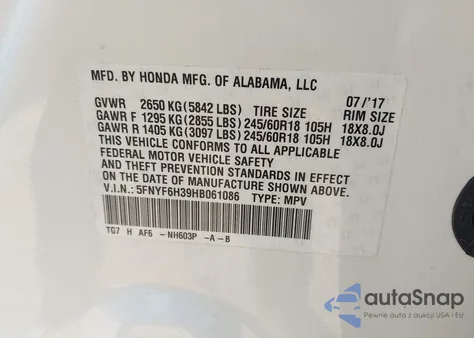 MFD. BY HONDA MFG. OF ALABAMA, LLC
GVWR 2650 KG(5842 LBS) TIRE SIZE 07/'17 RIM SIZE
GAWR F 1295 KG(2855 LBS) 245/60R18 105H 18X8.0J
GAWR R 1405 KG(3097 LBS) 245/60R18 105H 18X8.0J
THIS VEHICLE CONFORMS TO ALL APPLICABLE
FEDERAL MOTOR VEHICLE SAFETY
AND THEFT PREVENTION STANDARDS IN EFFECT
ON THE DATE OF MANUFACTURE SHOWN ABOVE.
V.I.N.: 5FNYF6H39HB061086 TYPE: MPV
TG7 H AF6 -NH603P -A-B
autoSnap
Pewne auta z aukcji USA i EU